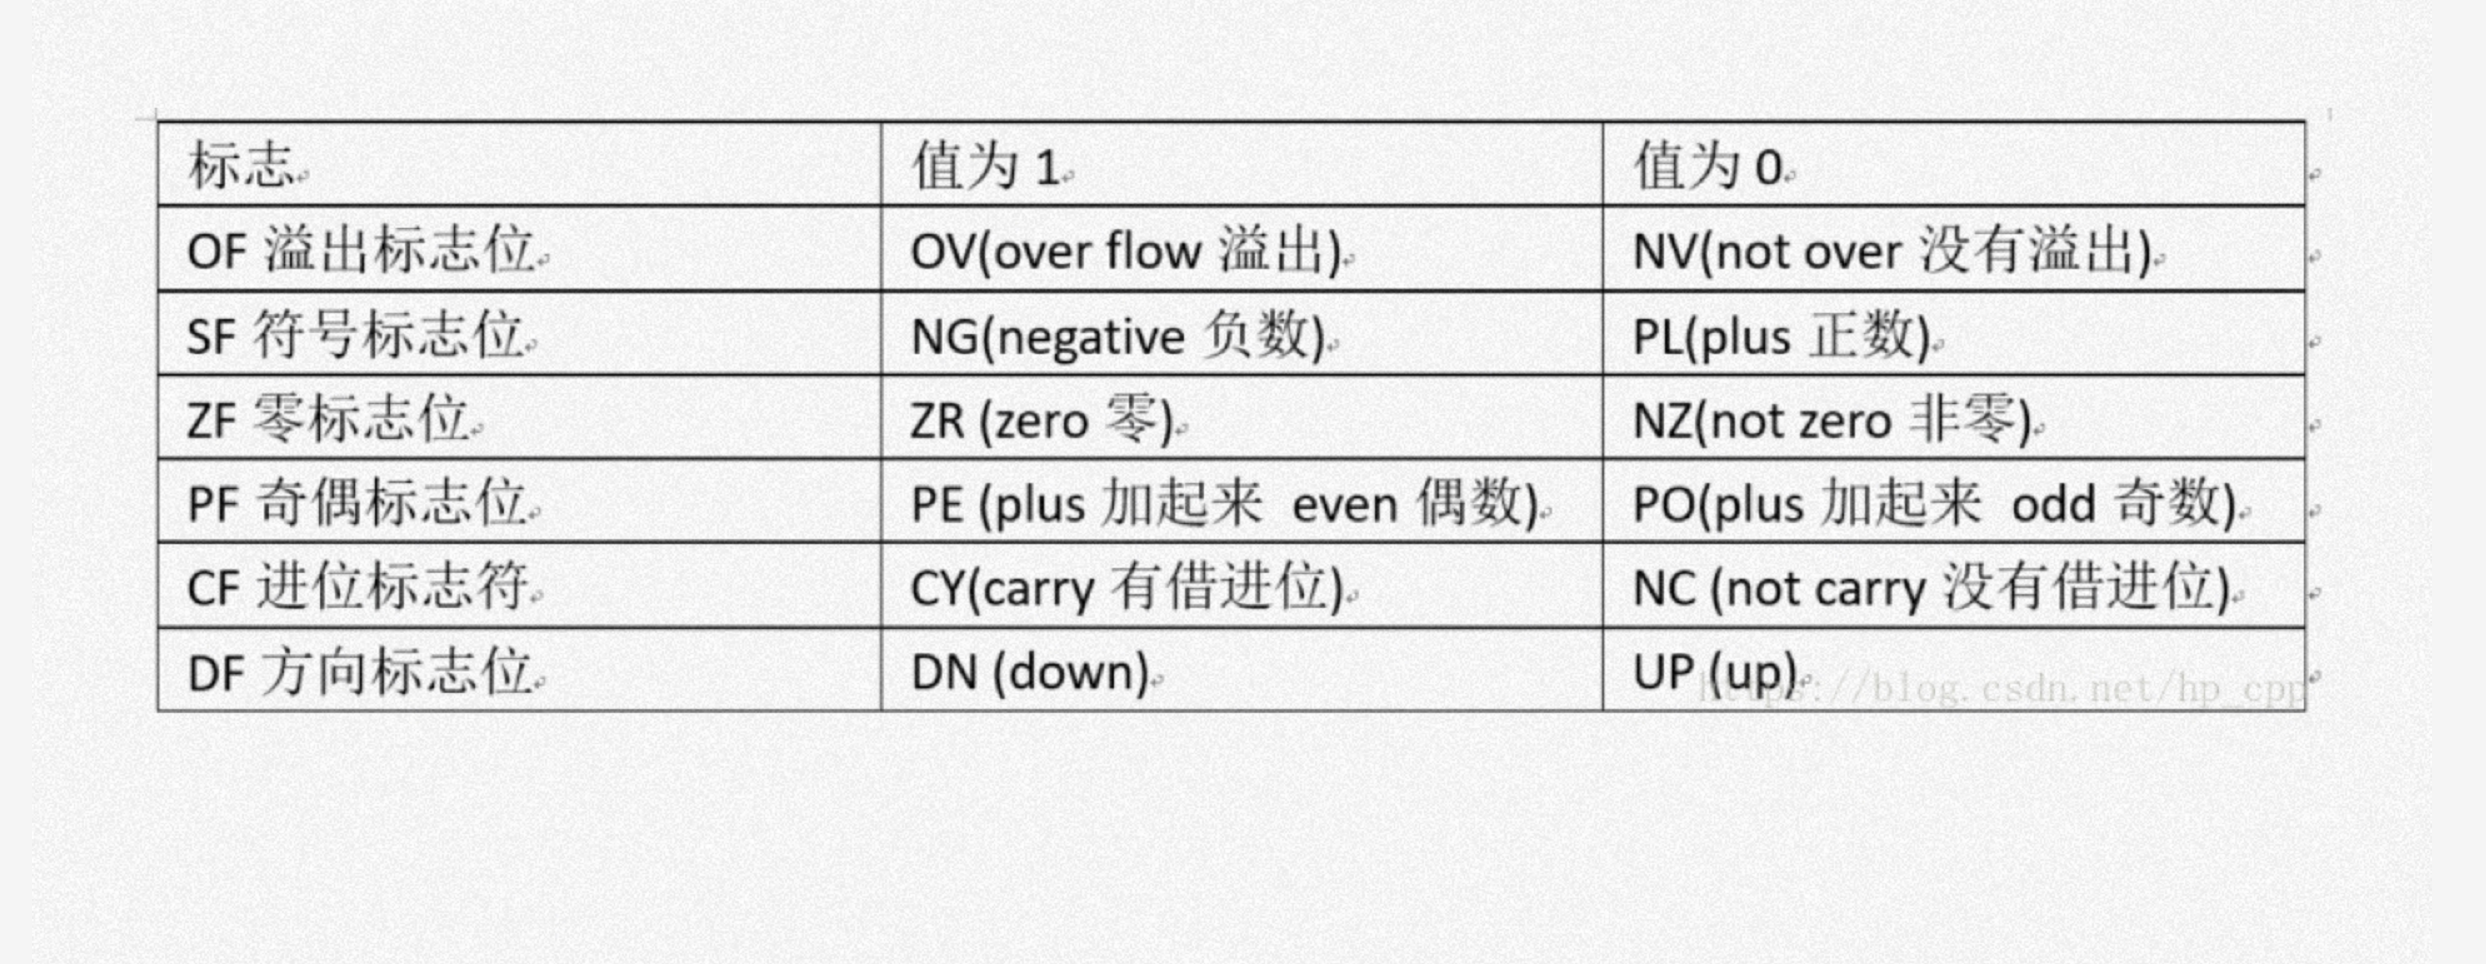 标志 值为 1 值为 0
OF 溢出标志位 OV(over flow 溢出) NV(not over 没有溢出)
SF 符号标志位 NG(negative 负数) PL(plus 正数)
ZF 零标志位 ZR (zero 零) NZ(not zero 非零)
PF 奇偶标志位 PE (plus 加起来 even 偶数) PO(plus 加起来 odd 奇数)
CF 进位标志符 CY(carry 有借进位) NC (not carry 没有借进位)
DF 方向标志位 DN (down) UP (up)
https://blog.csdn.net/hp_cpp